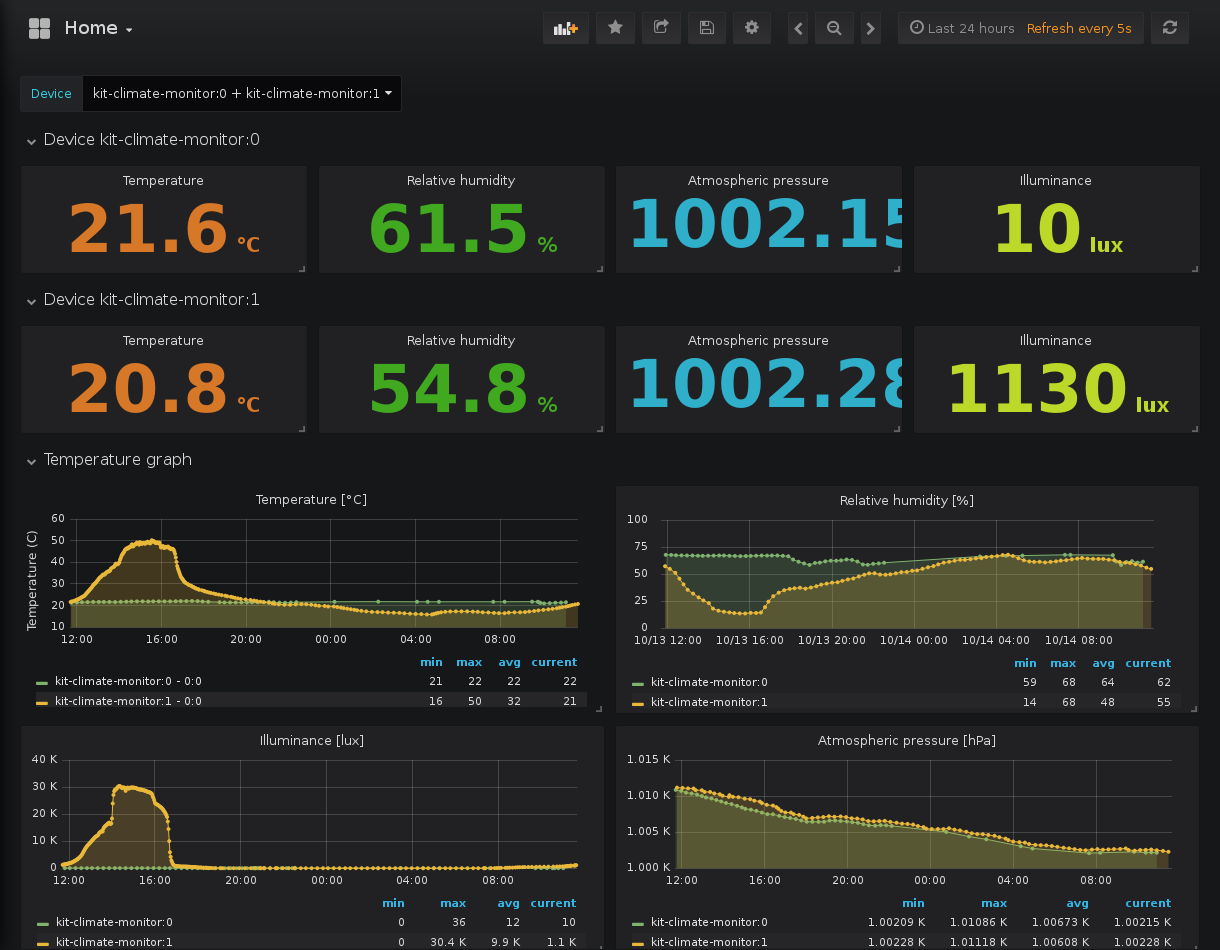 Home
Last 24 hours Refresh every 5s
Device kit-climate-monitor:0 + kit-climate-monitor:1
Device kit-climate-monitor:0
Temperature Relative humidity Atmospheric pressure Illuminance
21.6 °C 61.5 % 1002.15 10 lux
Device kit-climate-monitor:1
Temperature Relative humidity Atmospheric pressure Illuminance
20.8 °C 54.8 % 1002.28 1130 lux
Temperature graph
Temperature [°C]
Temperature (C)
60
50
40
30
20
10
12:00 16:00 20:00 00:00 04:00 08:00
min max avg current
kit-climate-monitor:0 - 0:0 21 22 22 22
kit-climate-monitor:1 - 0:0 16 50 32 21
Relative humidity [%]
100
75
50
25
0
10/13 12:00 10/13 16:00 10/13 20:00 10/14 00:00 10/14 04:00 10/14 08:00
min max avg current
kit-climate-monitor:0 59 68 64 62
kit-climate-monitor:1 14 68 48 55
Illuminance [lux]
40 K
30 K
20 K
10 K
0
12:00 16:00 20:00 00:00 04:00 08:00
min max avg current
kit-climate-monitor:0 0 36 12 10
kit-climate-monitor:1 0 30.4 K 9.9 K 1.1 K
Atmospheric pressure [hPa]
1.015 K
1.010 K
1.005 K
1.000 K
12:00 16:00 20:00 00:00 04:00 08:00
min max avg current
kit-climate-monitor:0 1.00209 K 1.01086 K 1.00673 K 1.00215 K
kit-climate-monitor:1 1.00228 K 1.01118 K 1.00608 K 1.00228 K